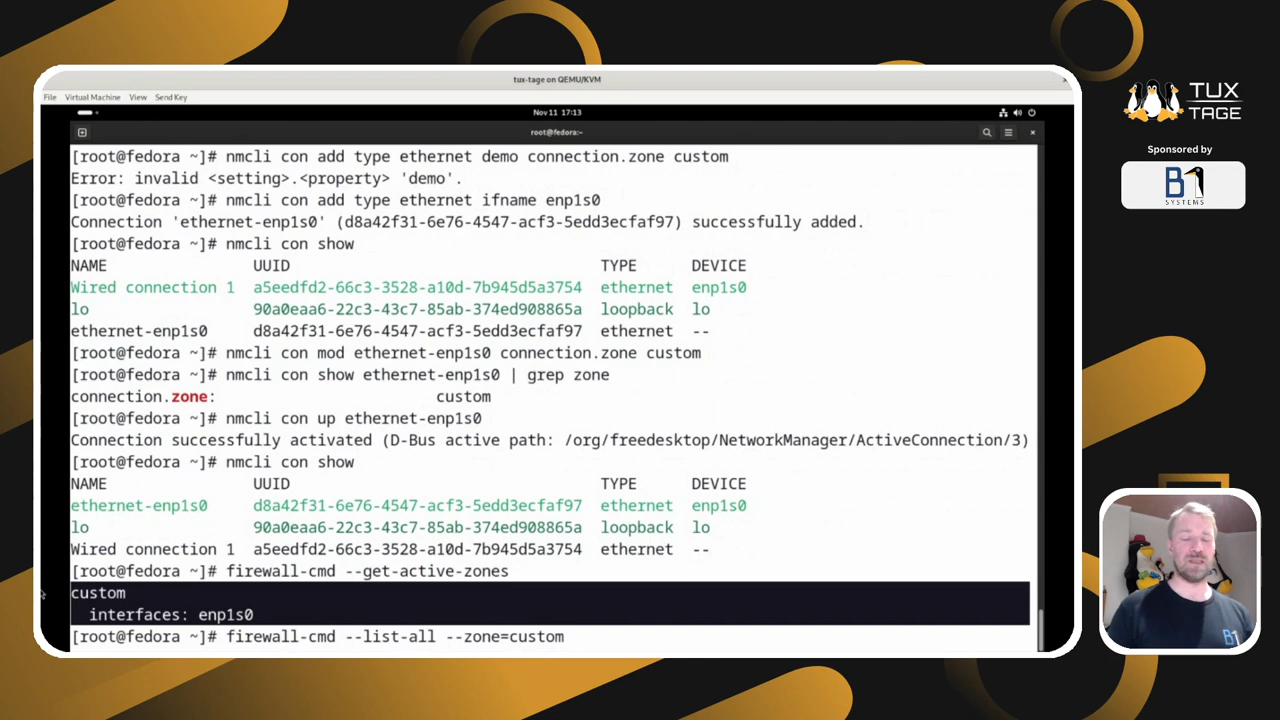 tux-tage on QEMU/KVM
File Virtual Machine View Send Key
Nov 11 17:13
root@fedora:~
[root@fedora ~]# nmcli con add type ethernet demo connection.zone custom
Error: invalid <setting>.<property> 'demo'.
[root@fedora ~]# nmcli con add type ethernet ifname enp1s0
Connection 'ethernet-enp1s0' (d8a42f31-6e76-4547-acf3-5edd3ecfaf97) successfully added.
[root@fedora ~]# nmcli con show
NAME UUID TYPE DEVICE
Wired connection 1 a5eedfd2-66c3-3528-a10d-7b945d5a3754 ethernet enp1s0
lo 90a0eaa6-22c3-43c7-85ab-374ed908865a loopback lo
ethernet-enp1s0 d8a42f31-6e76-4547-acf3-5edd3ecfaf97 ethernet --
[root@fedora ~]# nmcli con mod ethernet-enp1s0 connection.zone custom
[root@fedora ~]# nmcli con show ethernet-enp1s0 | grep zone
connection.zone: custom
[root@fedora ~]# nmcli con up ethernet-enp1s0
Connection successfully activated (D-Bus active path: /org/freedesktop/NetworkManager/ActiveConnection/3)
[root@fedora ~]# nmcli con show
NAME UUID TYPE DEVICE
ethernet-enp1s0 d8a42f31-6e76-4547-acf3-5edd3ecfaf97 ethernet enp1s0
lo 90a0eaa6-22c3-43c7-85ab-374ed908865a loopback lo
Wired connection 1 a5eedfd2-66c3-3528-a10d-7b945d5a3754 ethernet --
[root@fedora ~]# firewall-cmd --get-active-zones
custom
interfaces: enp1s0
[root@fedora ~]# firewall-cmd --list-all --zone=custom
TUX
TAGE
Sponsored by
B1
SYSTEMS
B1